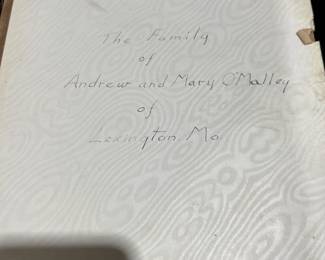 The Family
of
Andrew and Mary O'Malley
of
Lexington Mo.